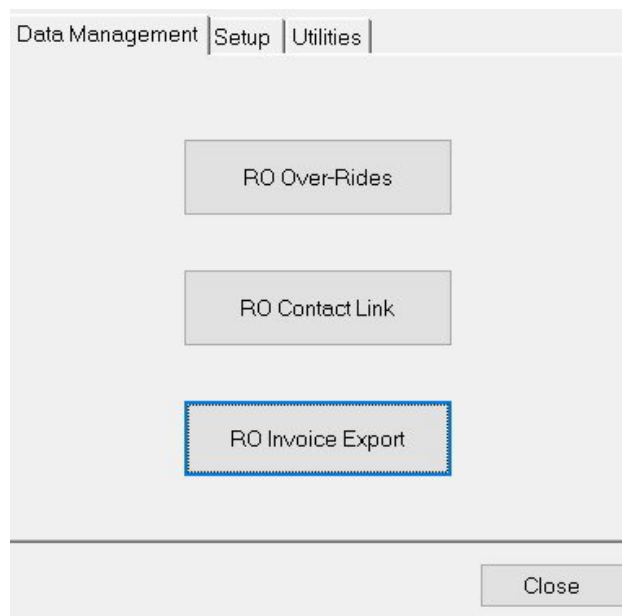 Data Management Setup Utilities
RO Over-Rides
RO Contact Link
RO Invoice Export
Close